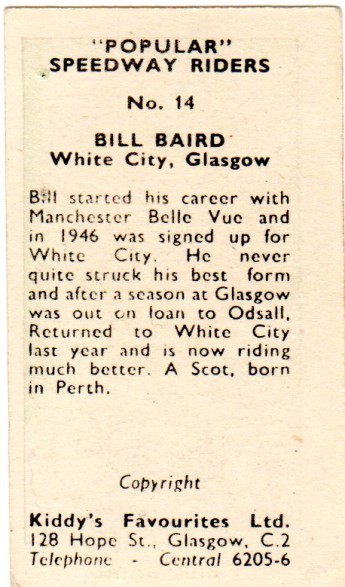 "POPULAR"
SPEEDWAY RIDERS
No. 14
BILL BAIRD
White City, Glasgow
Bill started his career with
Manchester Belle Vue and
in 1946 was signed up for
White City. He never
quite struck his best form
and after a season at Glasgow
was out on loan to Odsall,
Returned to White City
last year and is now riding
much better. A Scot, born
in Perth.
Copyright
Kiddy's Favourites Ltd.
128 Hope St., Glasgow, C.2
Telephone - Central 6205-6